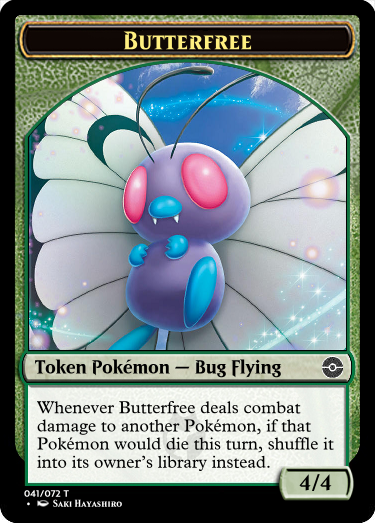 Butterfree
Token Pokémon — Bug Flying
Whenever Butterfree deals combat
damage to another Pokémon, if that
Pokémon would die this turn, shuffle it
into its owner's library instead.
4/4
041/072 T
• Saki Hayashiro